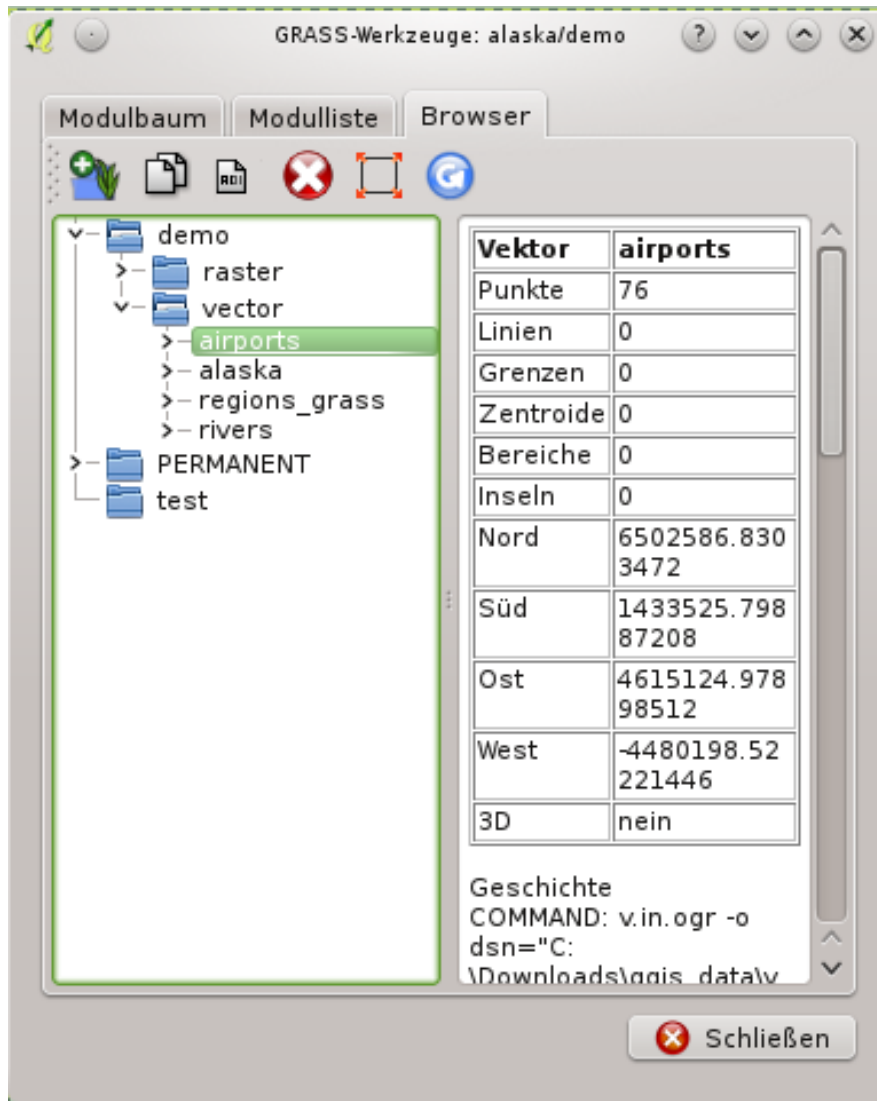 GRASS-Werkzeuge: alaska/demo
Modulbaum Modulliste Browser
demo
raster
vector
airports
alaska
regions_grass
rivers
PERMANENT
test
Vektor airports
Punkte 76
Linien 0
Grenzen 0
Zentroide 0
Bereiche 0
Inseln 0
Nord 6502586.830
3472
Süd 1433525.798
87208
Ost 4615124.978
98512
West -4480198.52
221446
3D nein
Geschichte
COMMAND: v.in.ogr -o
dsn="C:
\Downloads\qgis_data\v
Schließen